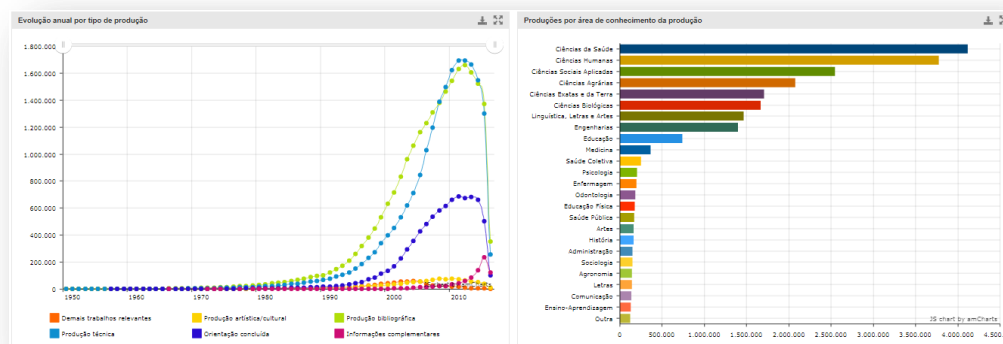 Evolução anual por tipo de produção
1.800.000
1.600.000
1.400.000
1.200.000
1.000.000
800.000
600.000
400.000
200.000
0
1950 1960 1970 1980 1990 2000 2010
Demais trabalhos relevantes Produção artística/cultural Produção bibliográfica
Produção técnica Orientação concluída Informações complementares
Produções por área de conhecimento da produção
Ciências da Saúde
Ciências Humanas
Ciências Sociais Aplicadas
Ciências Agrárias
Ciências Exatas e da Terra
Ciências Biológicas
Linguística, Letras e Artes
Engenharias
Educação
Medicina
Saúde Coletiva
Psicologia
Enfermagem
Odontologia
Educação Física
Saúde Pública
Artes
História
Administração
Sociologia
Agronomia
Letras
Comunicação
Ensino-Aprendizagem
Outra
JS chart by amCharts
0 500.000 1.000.000 1.500.000 2.000.000 2.500.000 3.000.000 3.500.000 4.000.000 4.500.